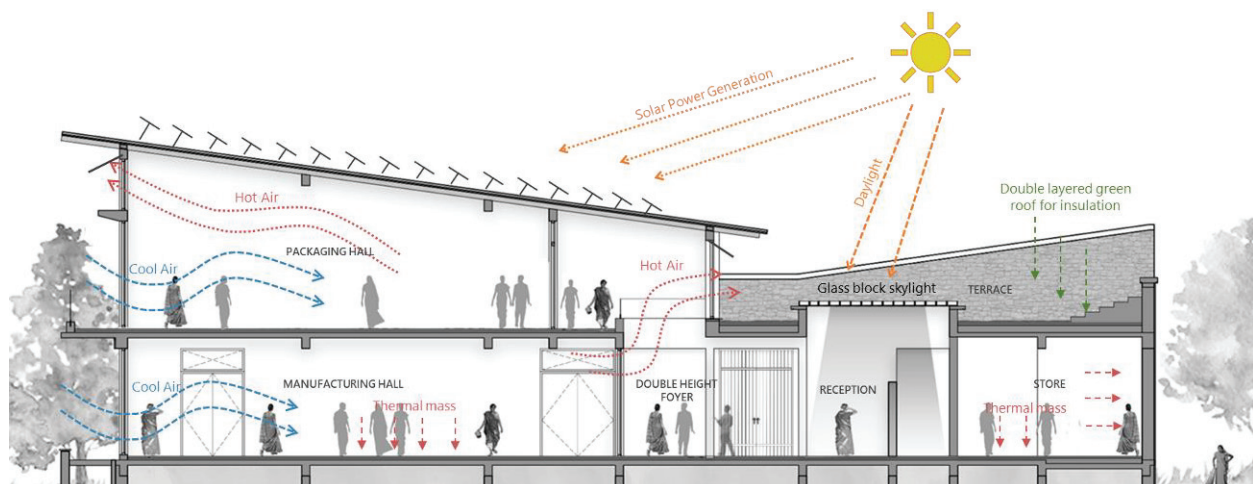 Solar Power Generation
Daylight
Double layered green
roof for insulation
Hot Air
PACKAGING HALL
Cool Air
Hot Air
Glass block skylight
TERRACE
Cool Air
MANUFACTURING HALL
Thermal mass
DOUBLE HEIGHT
FOYER
RECEPTION
STORE
Thermal mass